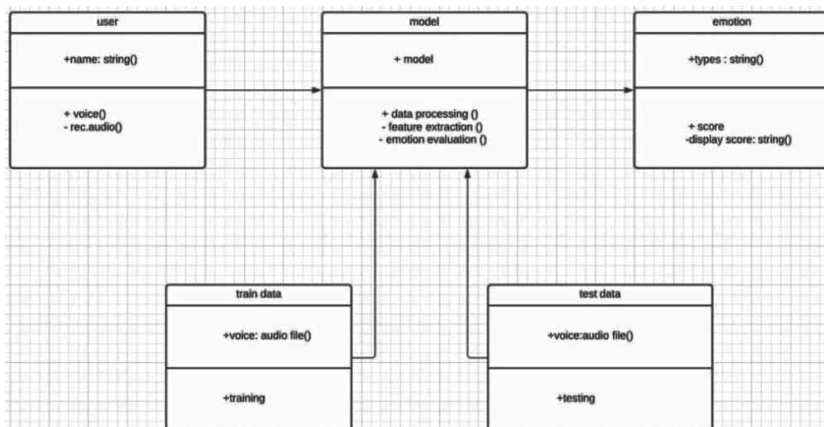 user
+name: string()
+ voice()
- rec.audio()
model
+ model
+ data processing ()
- feature extraction ()
- emotion evaluation ()
emotion
+types : string()
+ score
-display score: string()
train data
+voice: audio file()
+training
test data
+voice:audio file()
+testing